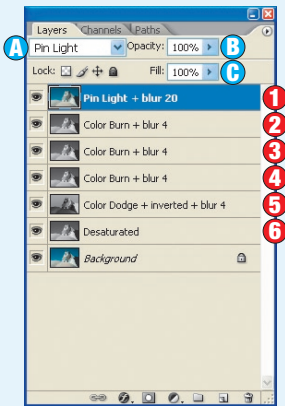 Layers Channels Paths
A Pin Light Opacity: 100% B
Lock: Fill: 100% C
Pin Light + blur 20 1
Color Burn + blur 4 2
Color Burn + blur 4 3
Color Burn + blur 4 4
Color Dodge + inverted + blur 4 5
Desaturated 6
Background